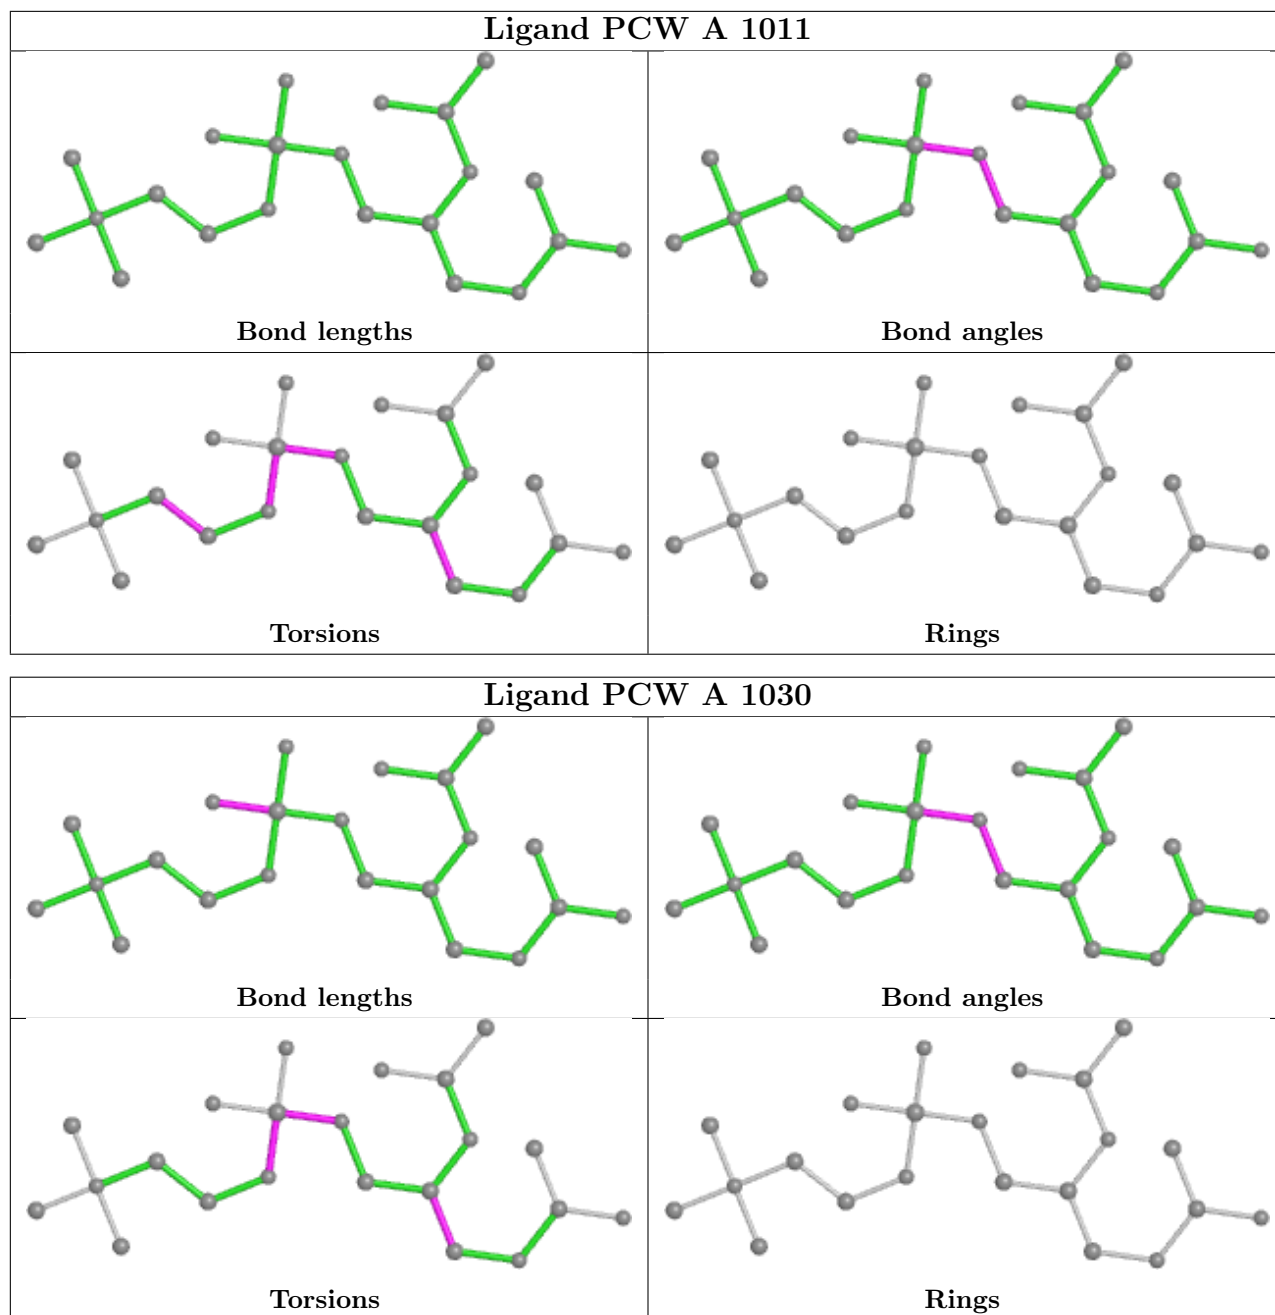 Ligand PCW A 1011
Bond lengths
Bond angles
Torsions
Rings
Ligand PCW A 1030
Bond lengths
Bond angles
Torsions
Rings